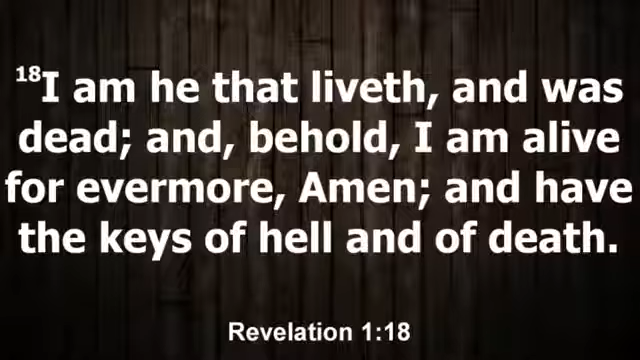 18I am he that liveth, and was
dead; and, behold, I am alive
for evermore, Amen; and have
the keys of hell and of death.
Revelation 1:18